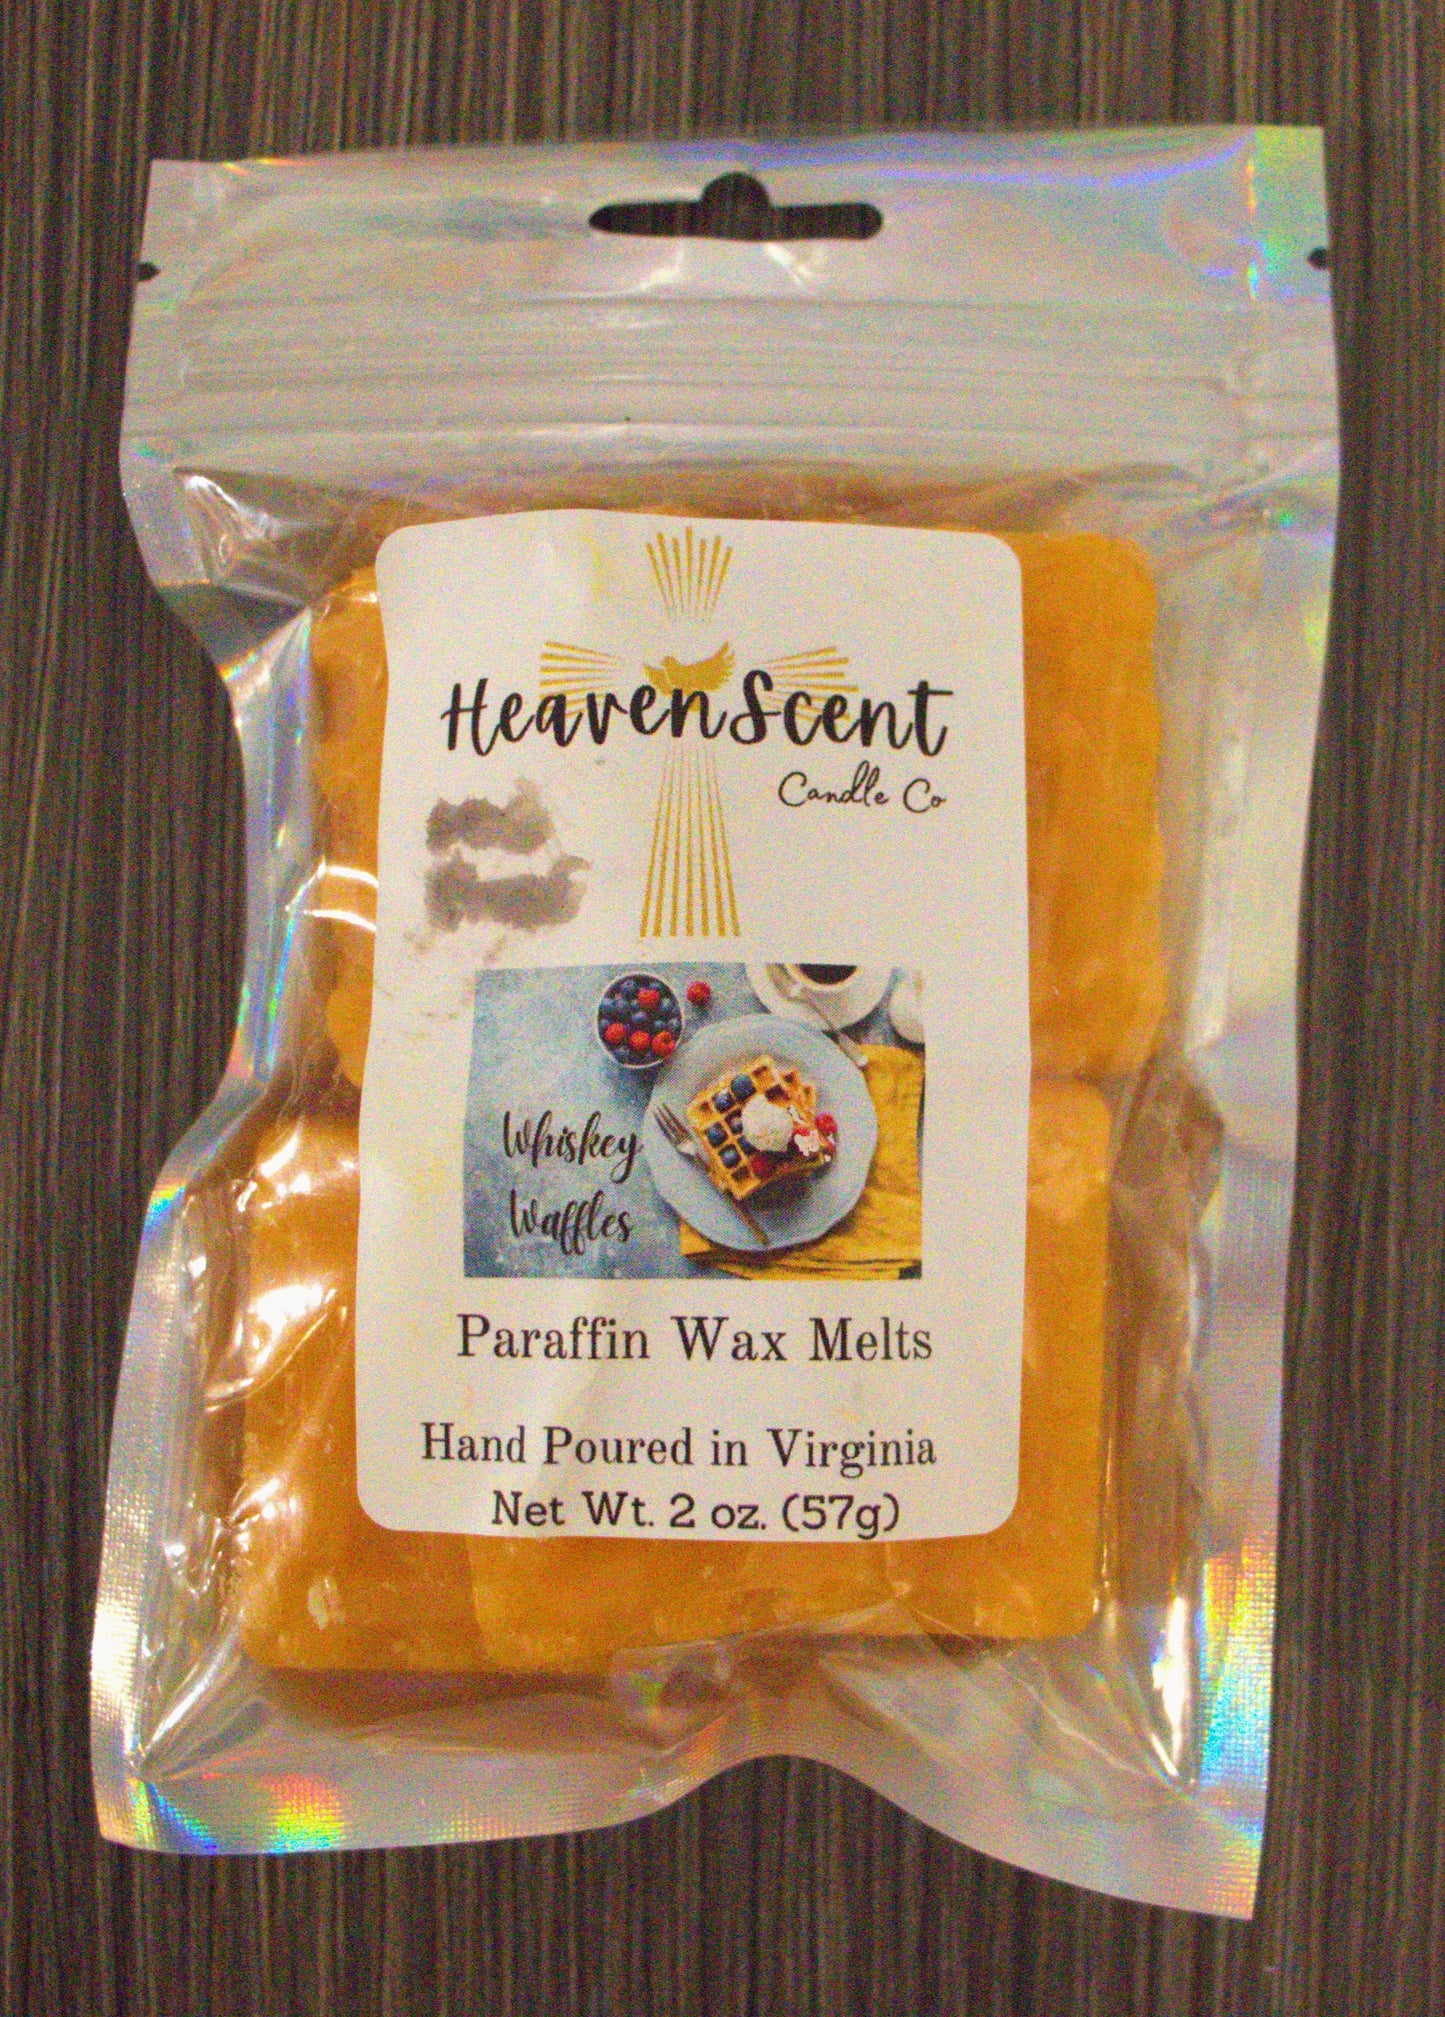 HeavenScent
Candle Co
Whiskey
Waffles
Paraffin Wax Melts
Hand Poured in Virginia
Net Wt. 2 oz. (57g)